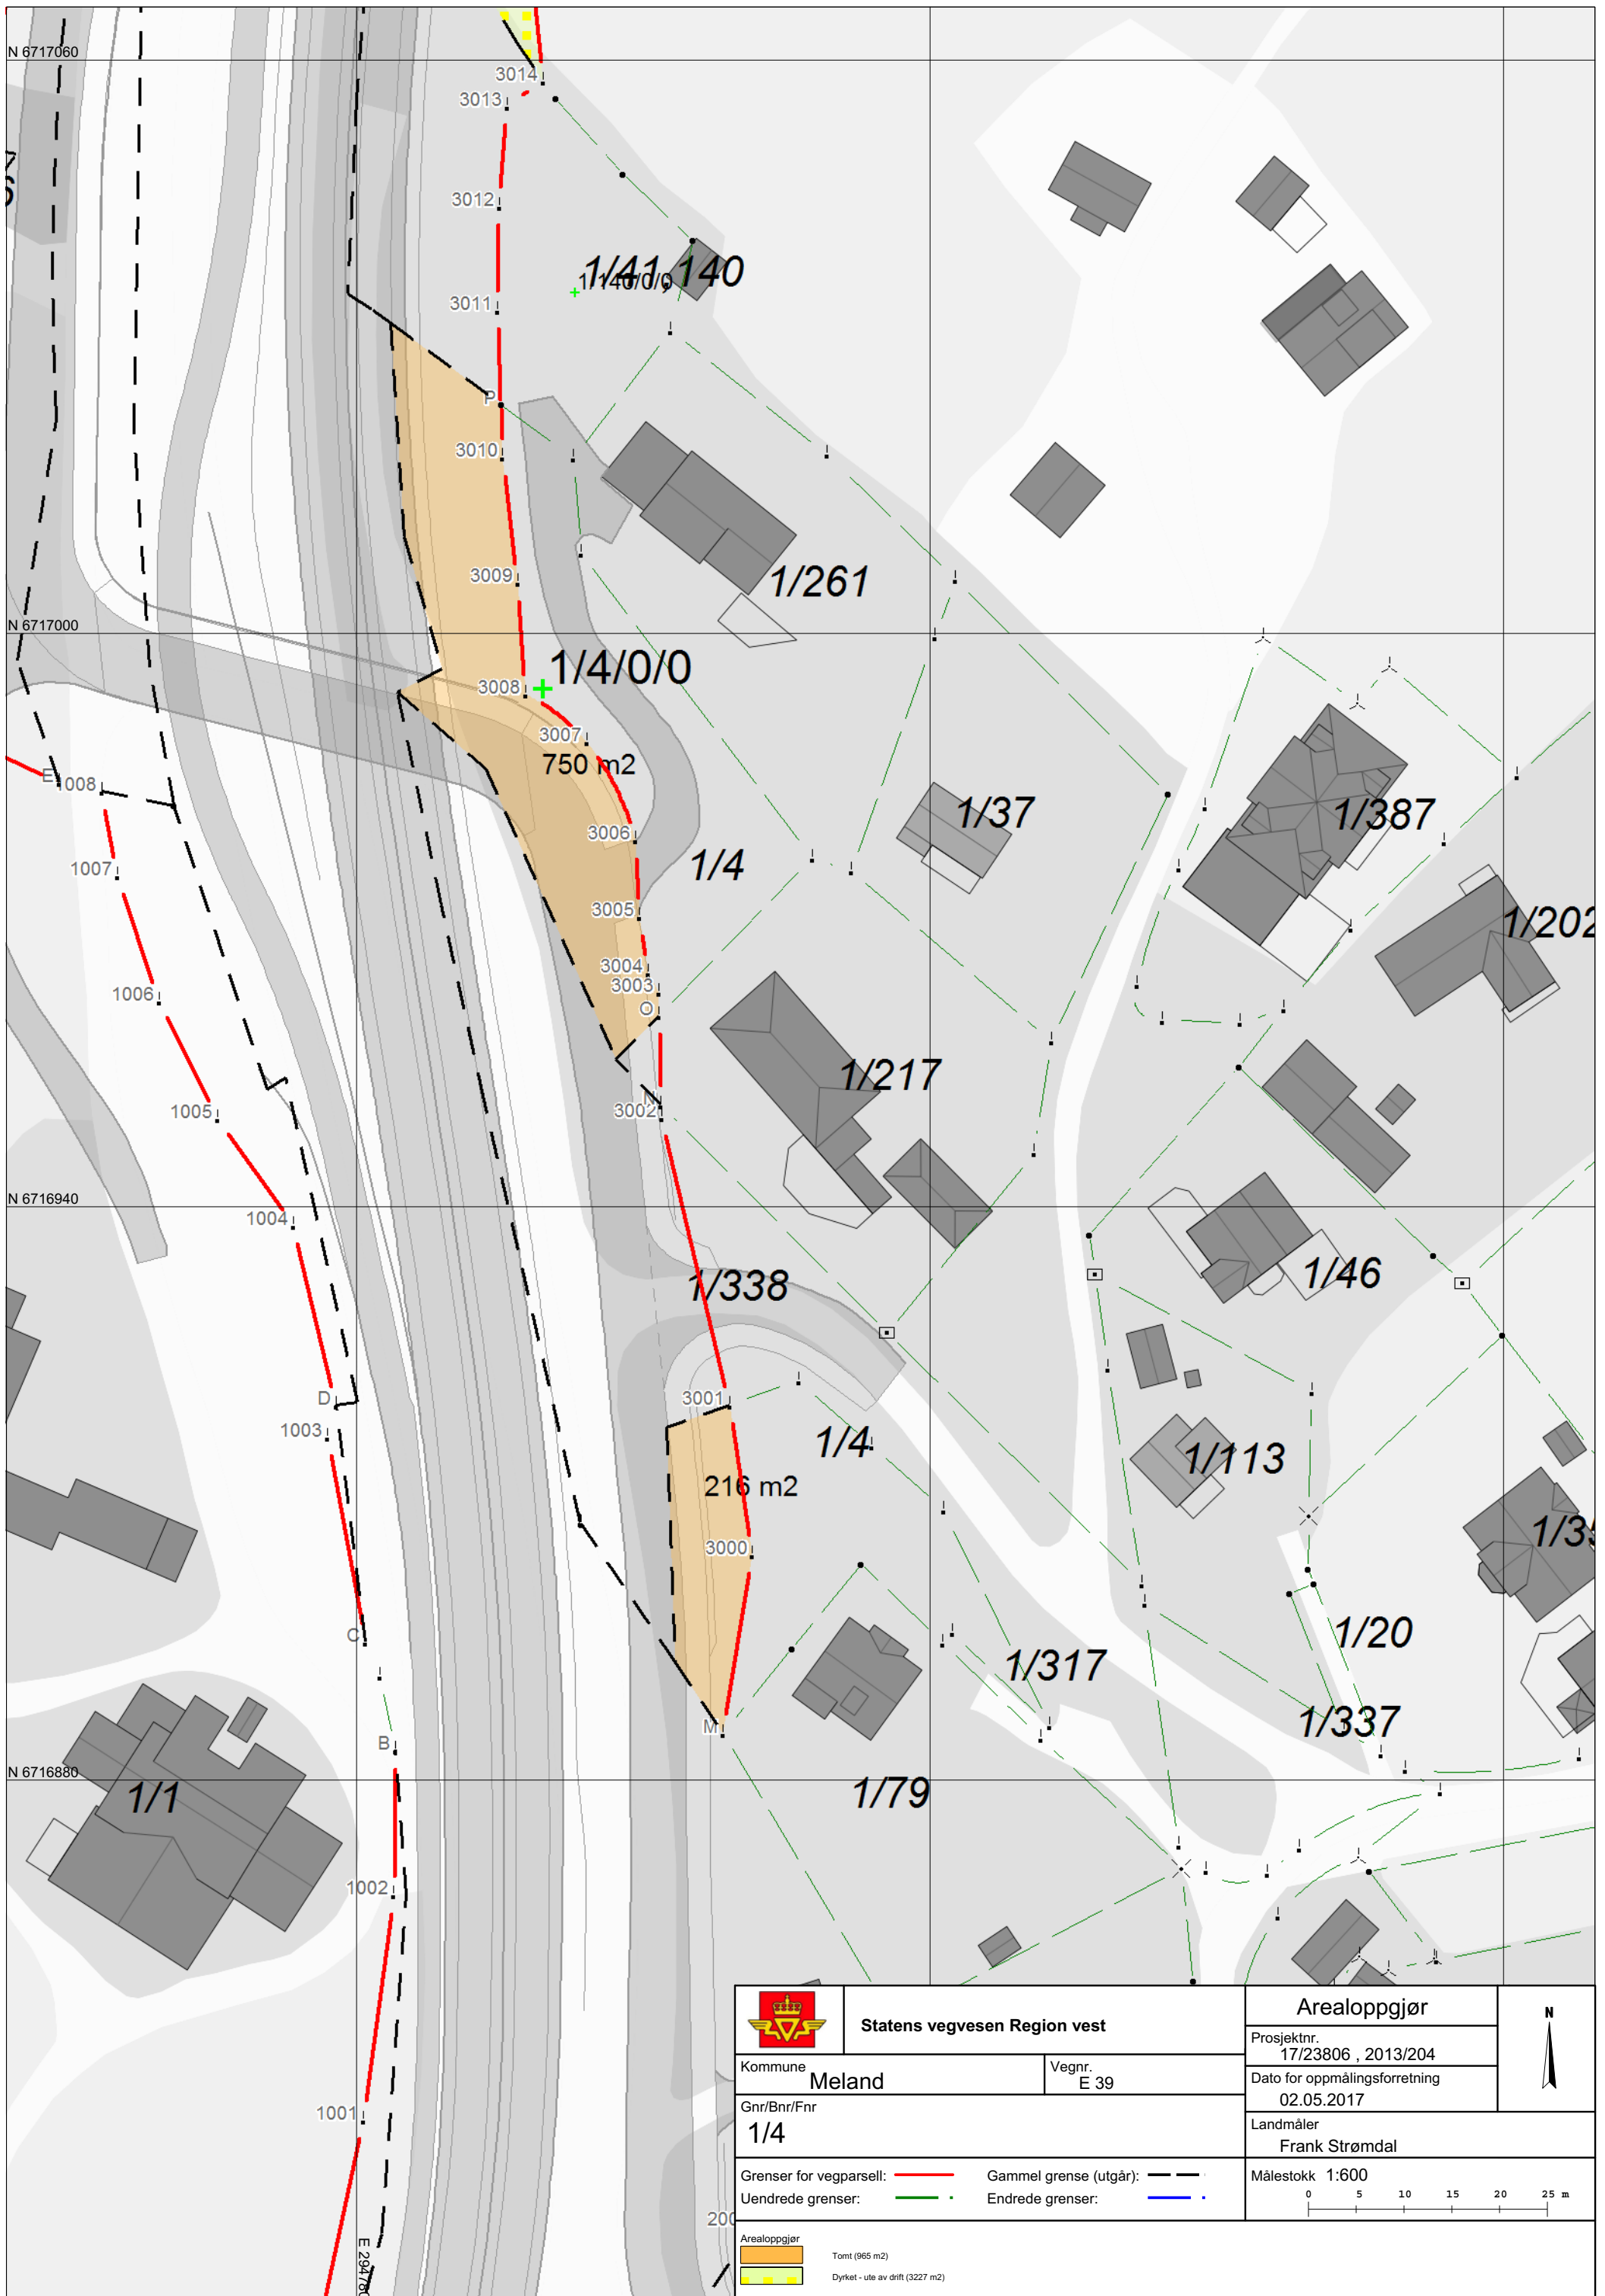 N 6717060
3014
3013
3012
1/41, 140
1/140/0/0
3011
P
3010
1/261
3009
N 6717000
1/4/0/0
3008
3007
750 m2
E
1008
1/37
1/387
3006
1/4
1007
3005
1/202
3004
3003
1006
O
1/217
N
3002
1005
N 6716940
1004
1/46
1/338
D
3001
1003
1/4
1/113
216 m2
3000
C
1/20
1/317
M
1/337
B
N 6716880
1/1
1/79
1002
1001
E 294780
Statens vegvesen Region vest
Arealoppgjør
N
Prosjektnr.
17/23806 , 2013/204
Kommune
Meland
Vegnr.
E 39
Dato for oppmålingsforretning
02.05.2017
Gnr/Bnr/Fnr
1/4
Landmåler
Frank Strømdal
Grenser for vegparsell:
Gammel grense (utgår):
Målestokk 1:600
Uendrede grenser:
Endrede grenser:
0 5 10 15 20 25 m
Arealoppgjør
Tomt (965 m2)
Dyrket - ute av drift (3227 m2)